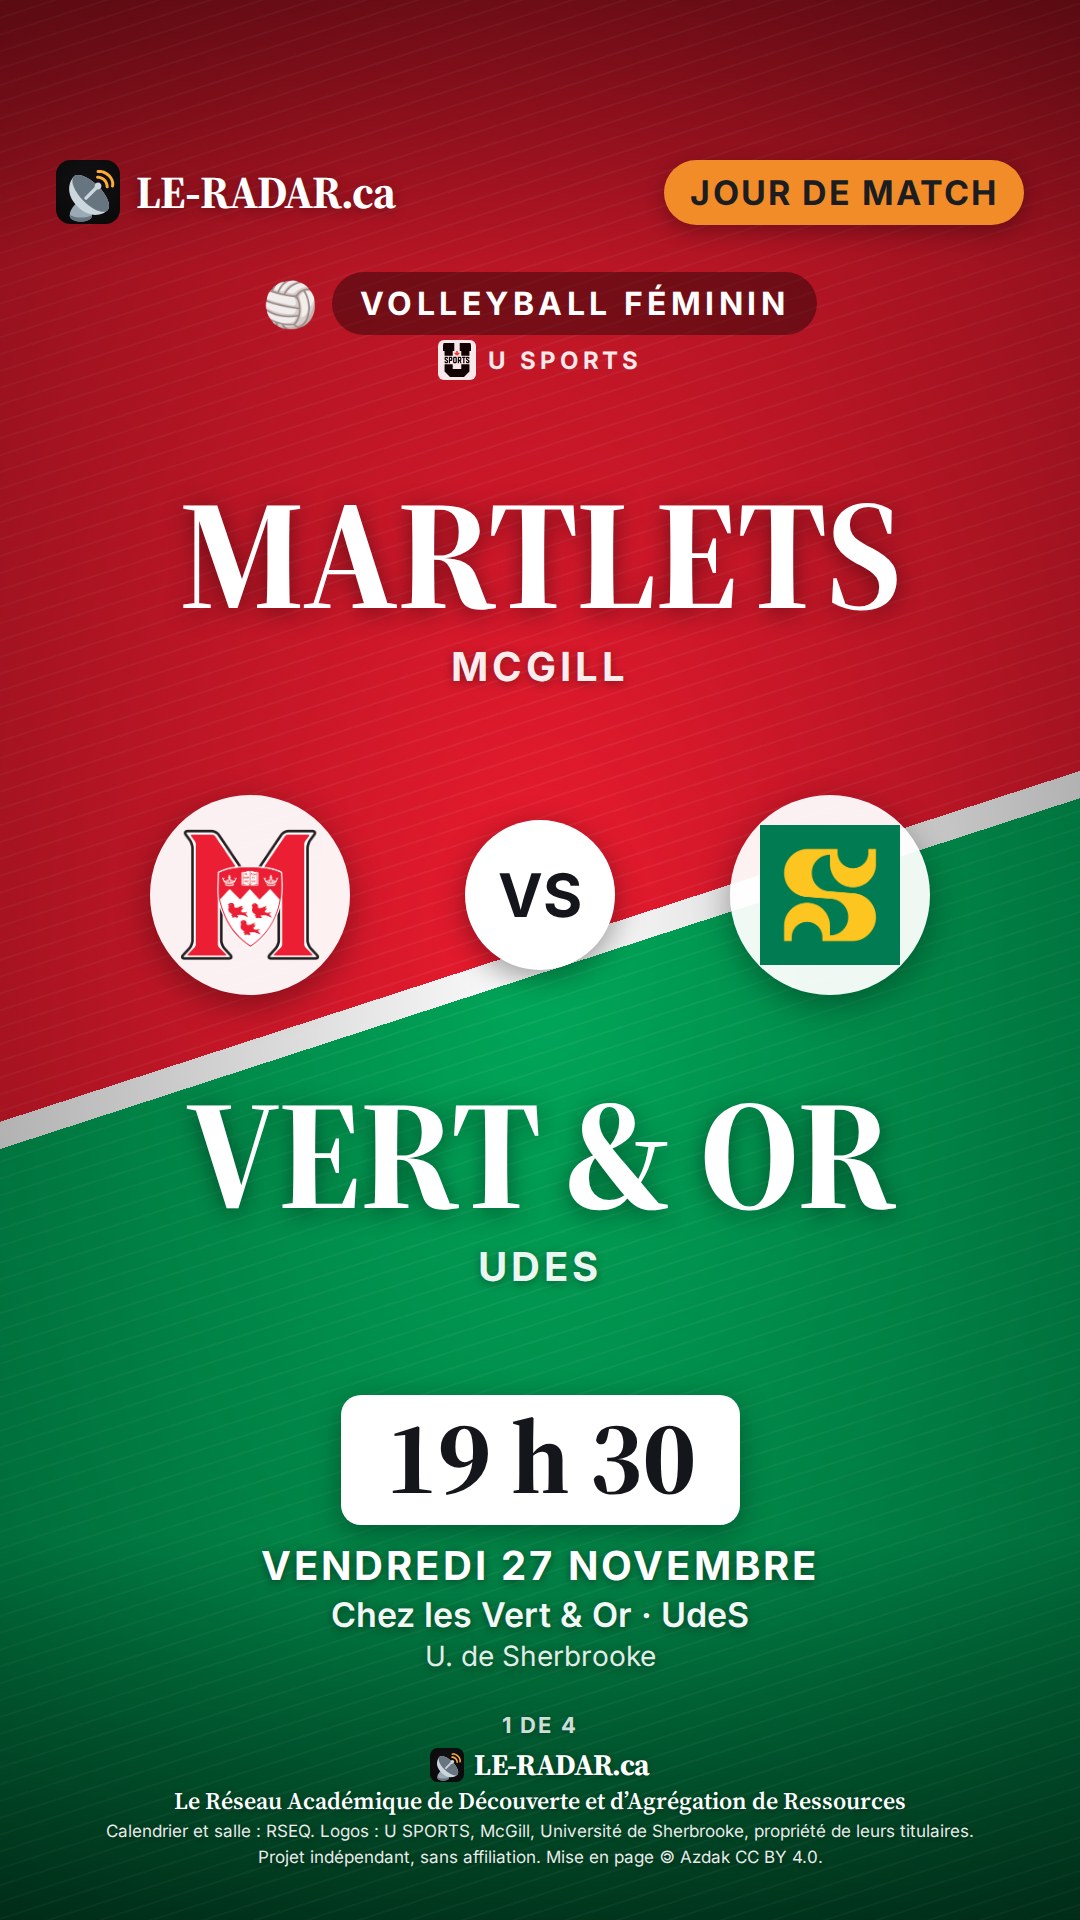 LE-RADAR.ca
JOUR DE MATCH
VOLLEYBALL FÉMININ
SPORTS
U SPORTS
MARTLETS
MCGILL
VS
VERT & OR
UDES
19 h 30
VENDREDI 27 NOVEMBRE
Chez les Vert & Or · UdeS
U. de Sherbrooke
1 DE 4
LE-RADAR.ca
Le Réseau Académique de Découverte et d’Agrégation de Ressources
Calendrier et salle : RSEQ. Logos : U SPORTS, McGill, Université de Sherbrooke, propriété de leurs titulaires.
Projet indépendant, sans affiliation. Mise en page 🄯 Azdak CC BY 4.0.